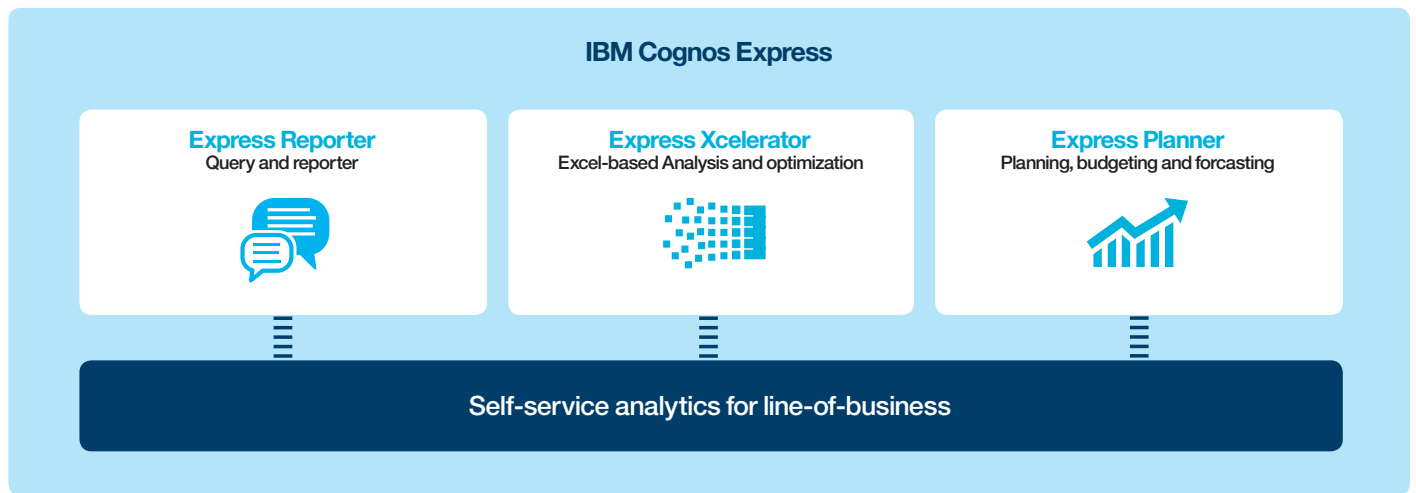 IBM Cognos Express
Express Reporter
Query and reporter
Express Xcelerator
Excel-based Analysis and optimization
Express Planner
Planning, budgeting and forcasting
Self-service analytics for line-of-business